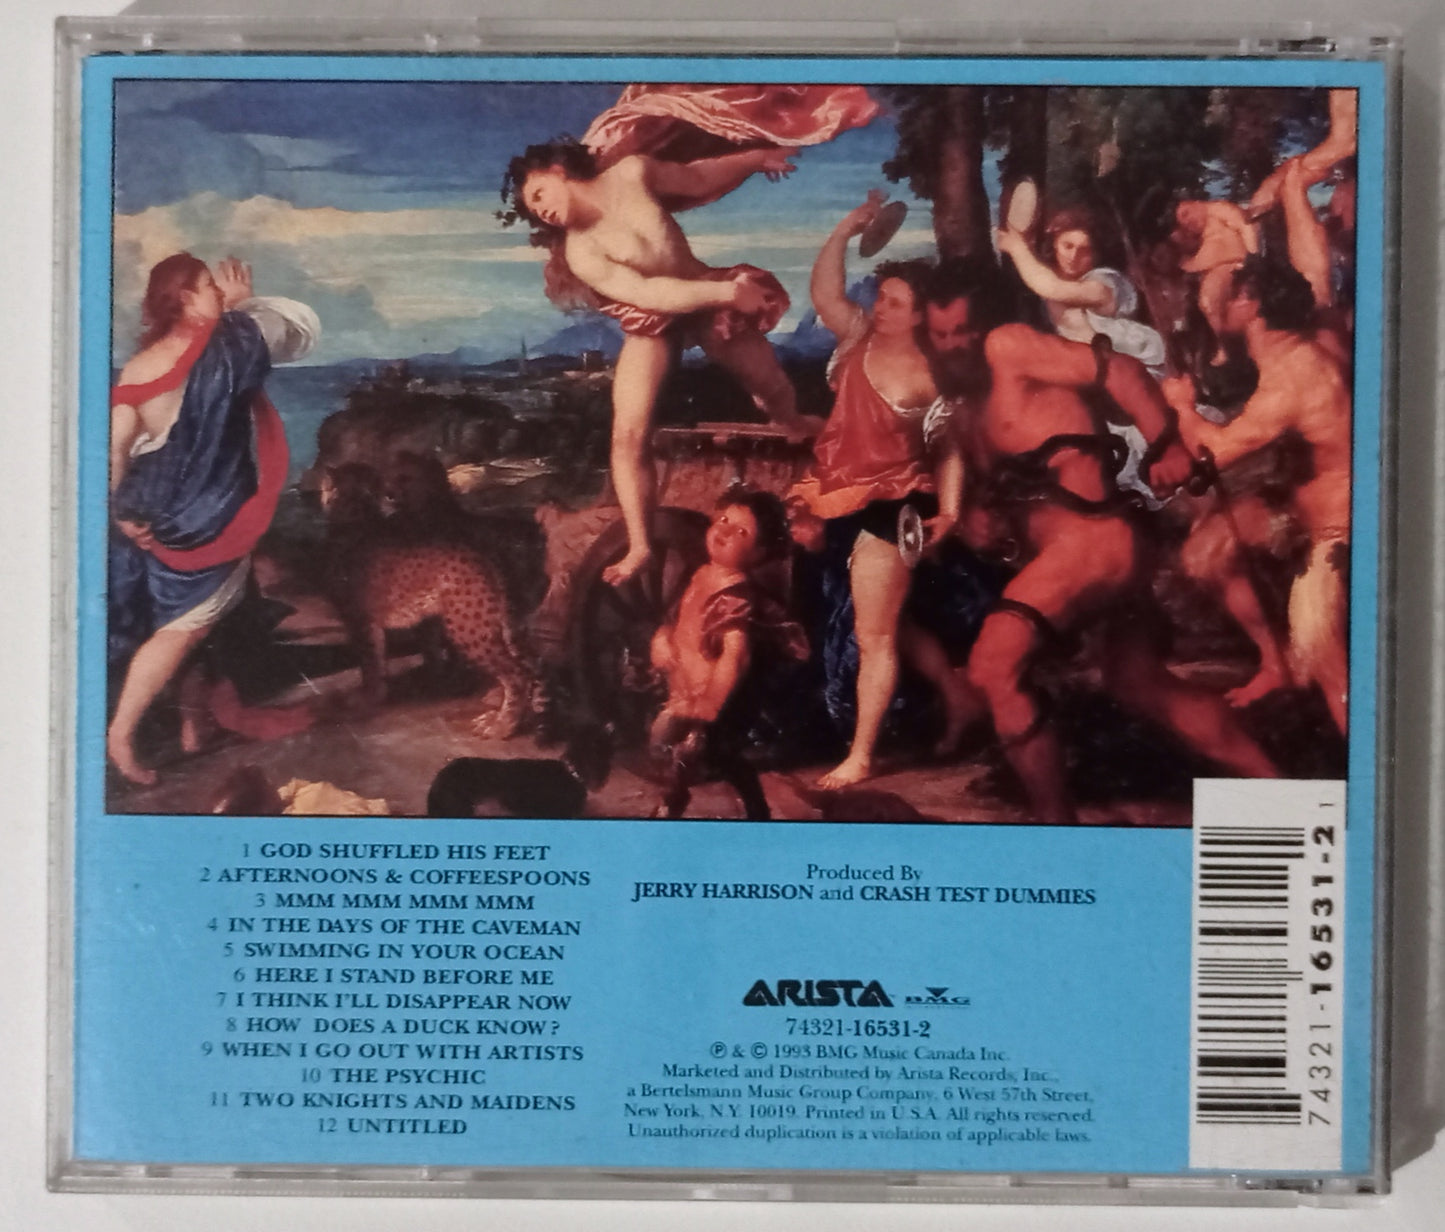 1 GOD SHUFFLED HIS FEET
2 AFTERNOONS & COFFEESPOONS
3 MMM MMM MMM MMM
4 IN THE DAYS OF THE CAVEMAN
5 SWIMMING IN YOUR OCEAN
6 HERE I STAND BEFORE ME
7 I THINK I'LL DISAPPEAR NOW
8 HOW DOES A DUCK KNOW?
9 WHEN I GO OUT WITH ARTISTS
10 THE PSYCHIC
11 TWO KNIGHTS AND MAIDENS
12 UNTITLED
Produced By
JERRY HARRISON and CRASH TEST DUMMIES
ARISTA BMG
74321-16531-2
℗ & © 1993 BMG Music Canada Inc.
Marketed and Distributed by Arista Records, Inc.,
a Bertelsmann Music Group Company, 6 West 57th Street,
New York, N.Y. 10019. Printed in U.S.A. All rights reserved.
Unauthorized duplication is a violation of applicable laws.
74321-16531-2
1